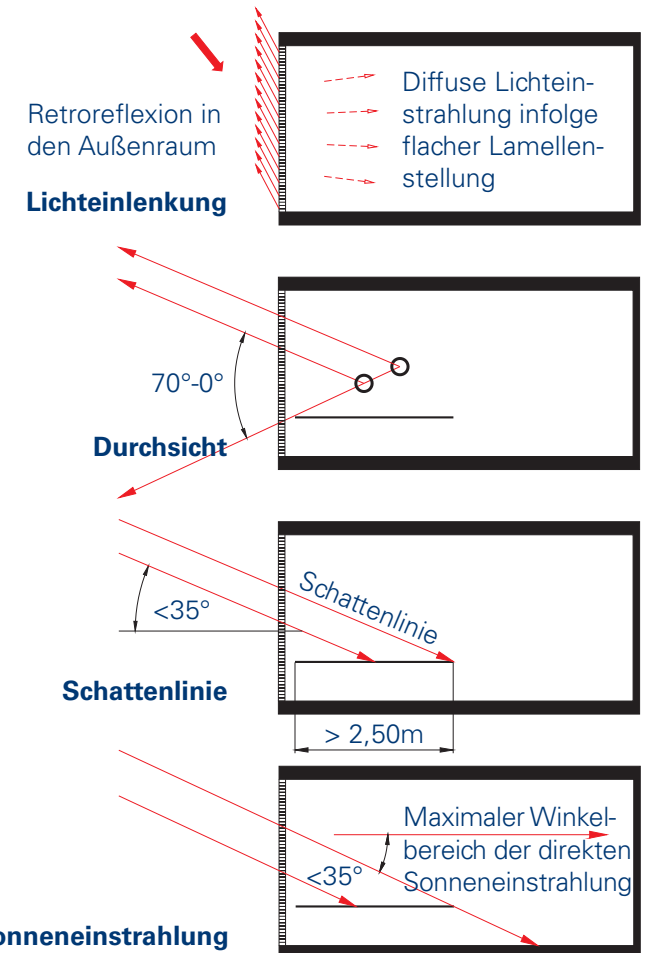 Retroreflexion in
den Außenraum
Diffuse Lichtein-
strahlung infolge
flacher Lamellen-
stellung
Lichteinlenkung
70°-0°
Durchsicht
Schattenlinie
<35°
Schattenlinie
> 2,50m
Maximaler Winkel-
bereich der direkten
<35°
Sonneneinstrahlung
onneneinstrahlung